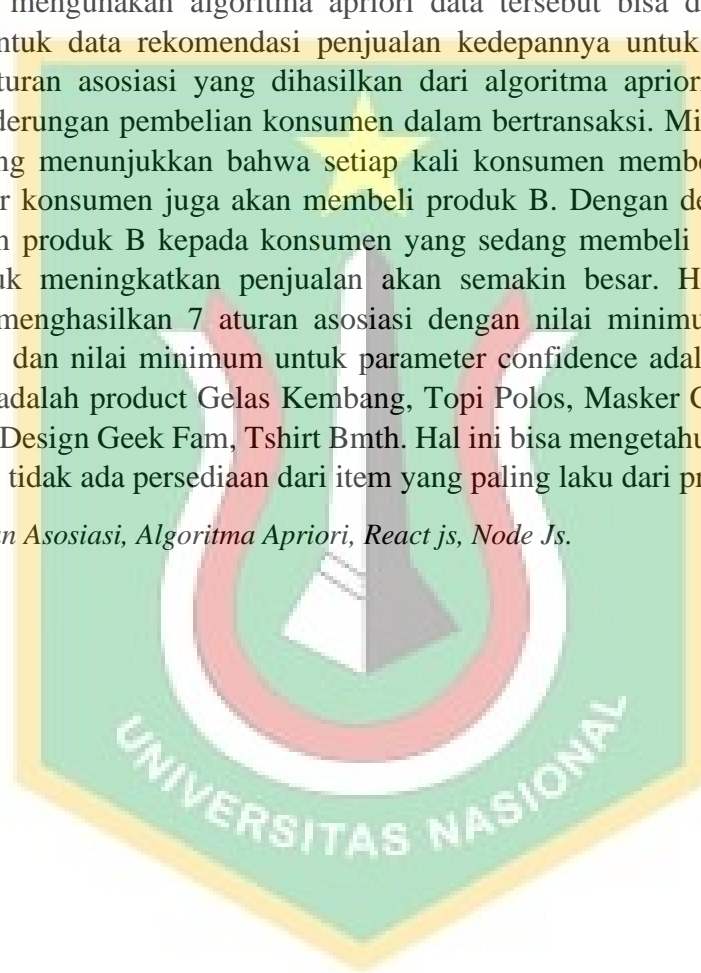 mengunakan algoritma apriori data tersebut bisa d
ntuk data rekomendasi penjualan kedepannya untuk
turan asosiasi yang dihasilkan dari algoritma aprior
derungan pembelian konsumen dalam bertransaksi. Mi
ng menunjukkan bahwa setiap kali konsumen membe
r konsumen juga akan membeli produk B. Dengan de
n produk B kepada konsumen yang sedang membeli
uk meningkatkan penjualan akan semakin besar. H
menghasilkan 7 aturan asosiasi dengan nilai minimu
dan nilai minimum untuk parameter confidence adal
adalah product Gelas Kembang, Topi Polos, Masker
Design Geek Fam, Tshirt Bmth. Hal ini bisa mengetahu
tidak ada persediaan dari item yang paling laku dari pr
n Asosiasi, Algoritma Apriori, React js, Node Js.
UNIVERSITAS NASIONAL